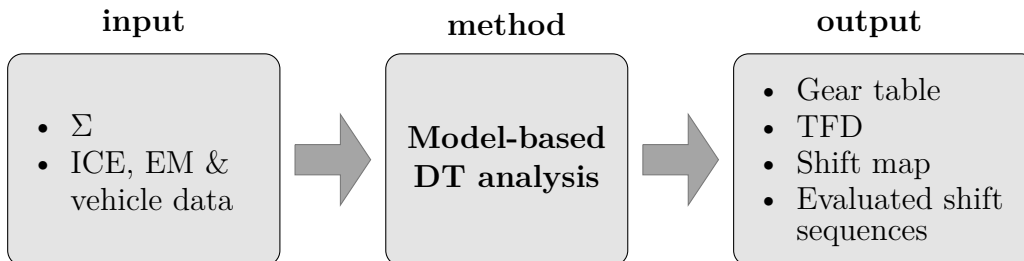 input
• Σ
• ICE, EM &
vehicle data
method
Model-based
DT analysis
output
• Gear table
• TFD
• Shift map
• Evaluated shift
sequences